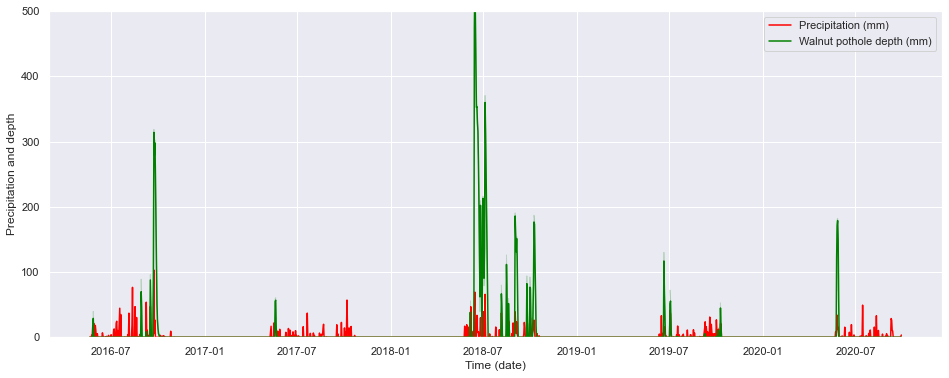 500
400
300
200
100
0
Precipitation and depth
Precipitation (mm)
Walnut pothole depth (mm)
2016-07 2017-01 2017-07 2018-01 2018-07 2019-01 2019-07 2020-01 2020-07
Time (date)